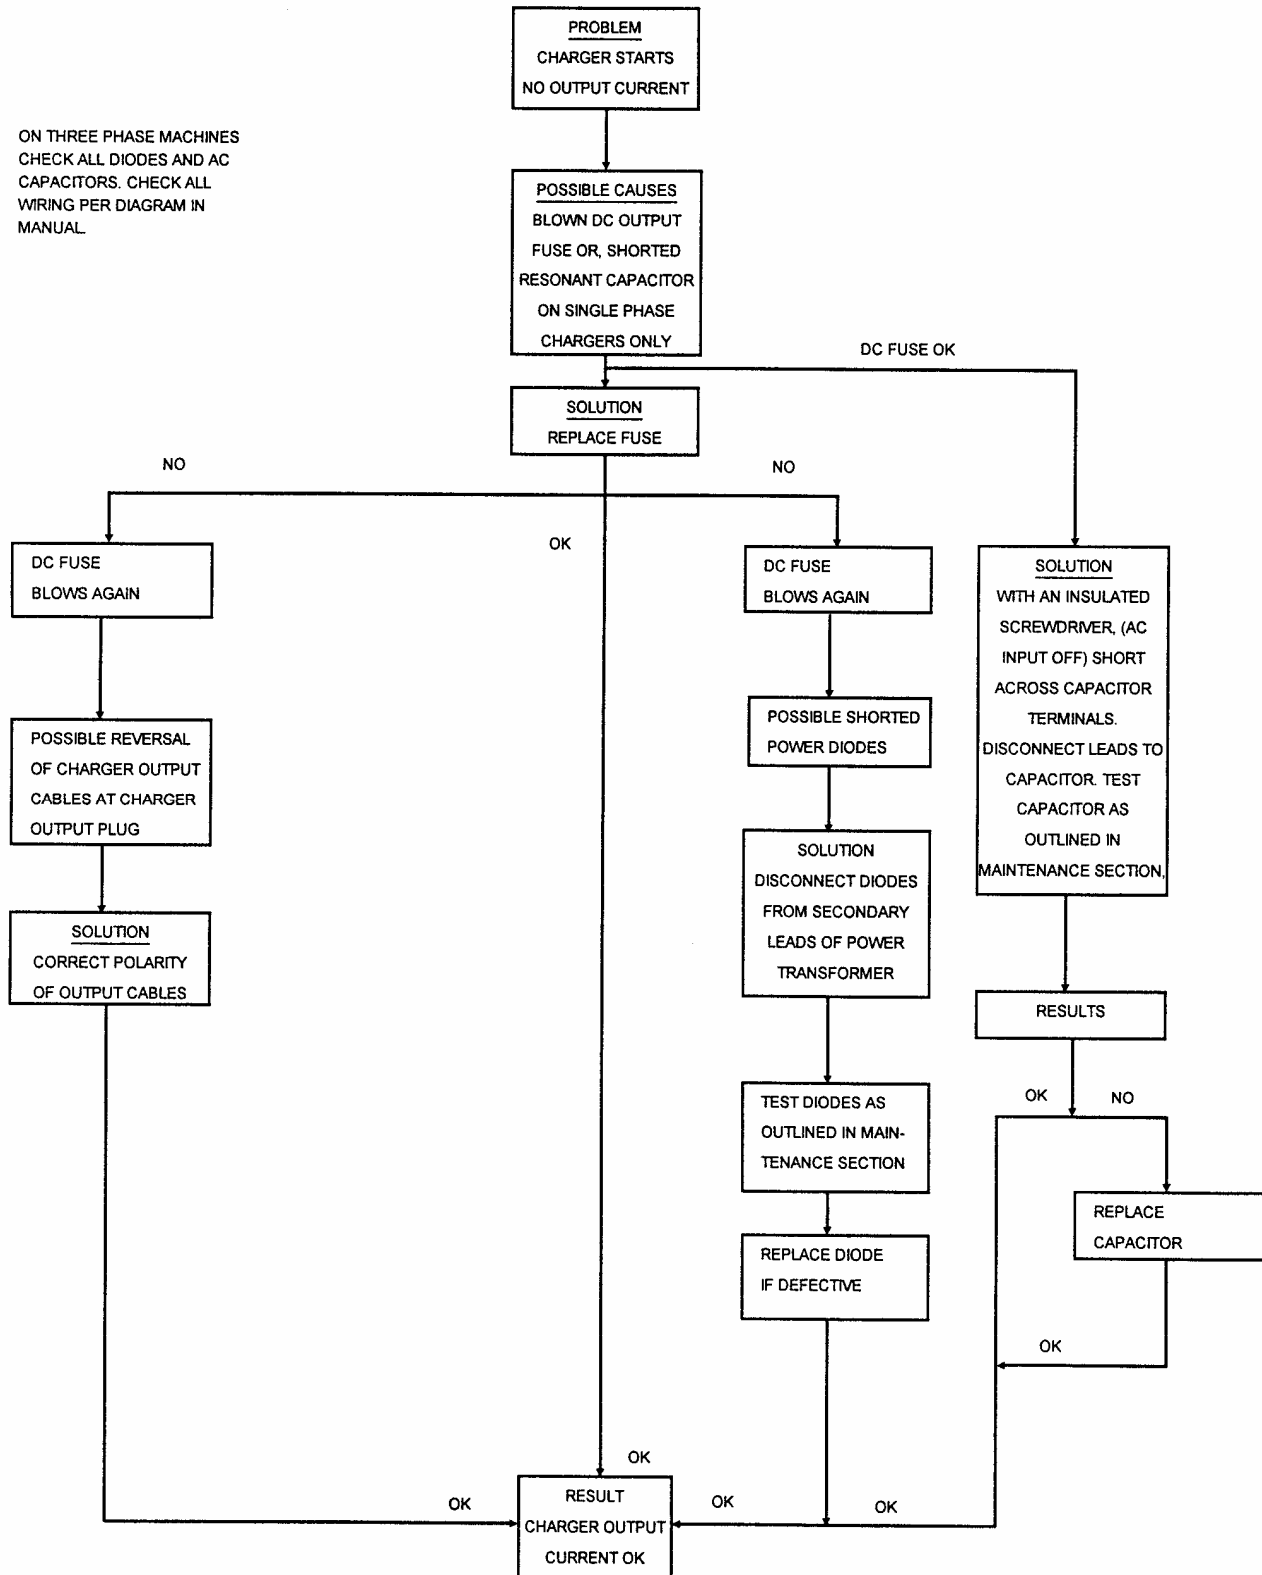 PROBLEM
CHARGER STARTS
NO OUTPUT CURRENT
ON THREE PHASE MACHINES
CHECK ALL DIODES AND AC
CAPACITORS. CHECK ALL
WIRING PER DIAGRAM IN
MANUAL.
POSSIBLE CAUSES
BLOWN DC OUTPUT
FUSE OR, SHORTED
RESONANT CAPACITOR
ON SINGLE PHASE
CHARGERS ONLY
DC FUSE OK
SOLUTION
REPLACE FUSE
NO
NO
OK
DC FUSE
BLOWS AGAIN
POSSIBLE REVERSAL
OF CHARGER OUTPUT
CABLES AT CHARGER
OUTPUT PLUG
SOLUTION
CORRECT POLARITY
OF OUTPUT CABLES
DC FUSE
BLOWS AGAIN
POSSIBLE SHORTED
POWER DIODES
SOLUTION
DISCONNECT DIODES
FROM SECONDARY
LEADS OF POWER
TRANSFORMER
TEST DIODES AS
OUTLINED IN MAIN-
TENANCE SECTION
REPLACE DIODE
IF DEFECTIVE
SOLUTION
WITH AN INSULATED
SCREWDRIVER, (AC
INPUT OFF) SHORT
ACROSS CAPACITOR
TERMINALS.
DISCONNECT LEADS TO
CAPACITOR. TEST
CAPACITOR AS
OUTLINED IN
MAINTENANCE SECTION,
RESULTS
OK
NO
REPLACE
CAPACITOR
OK
OK
OK
OK
OK
RESULT
CHARGER OUTPUT
CURRENT OK